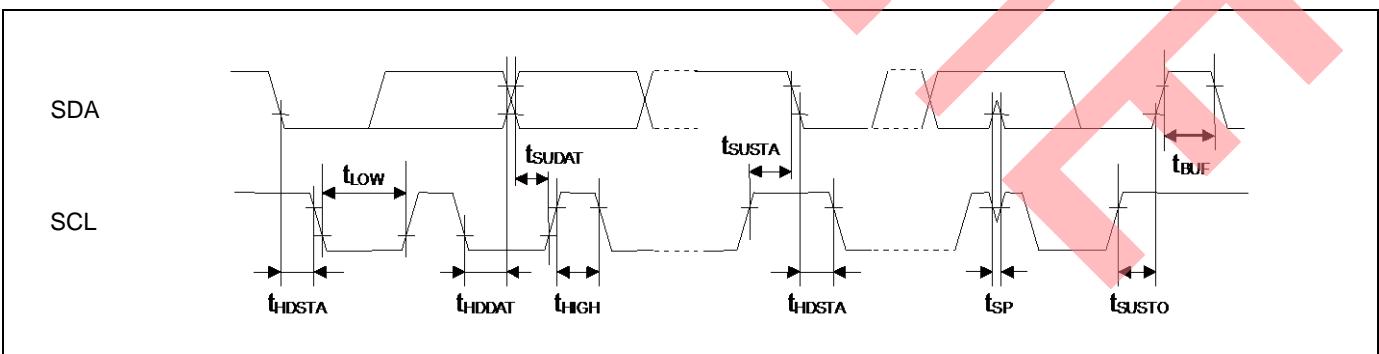 SDA
tSUDAT
tSUSTA
tBUF
tLOW
SCL
tHDSTA
tHDDAT
tHIGH
tHDSTA
tSP
tSUSTO